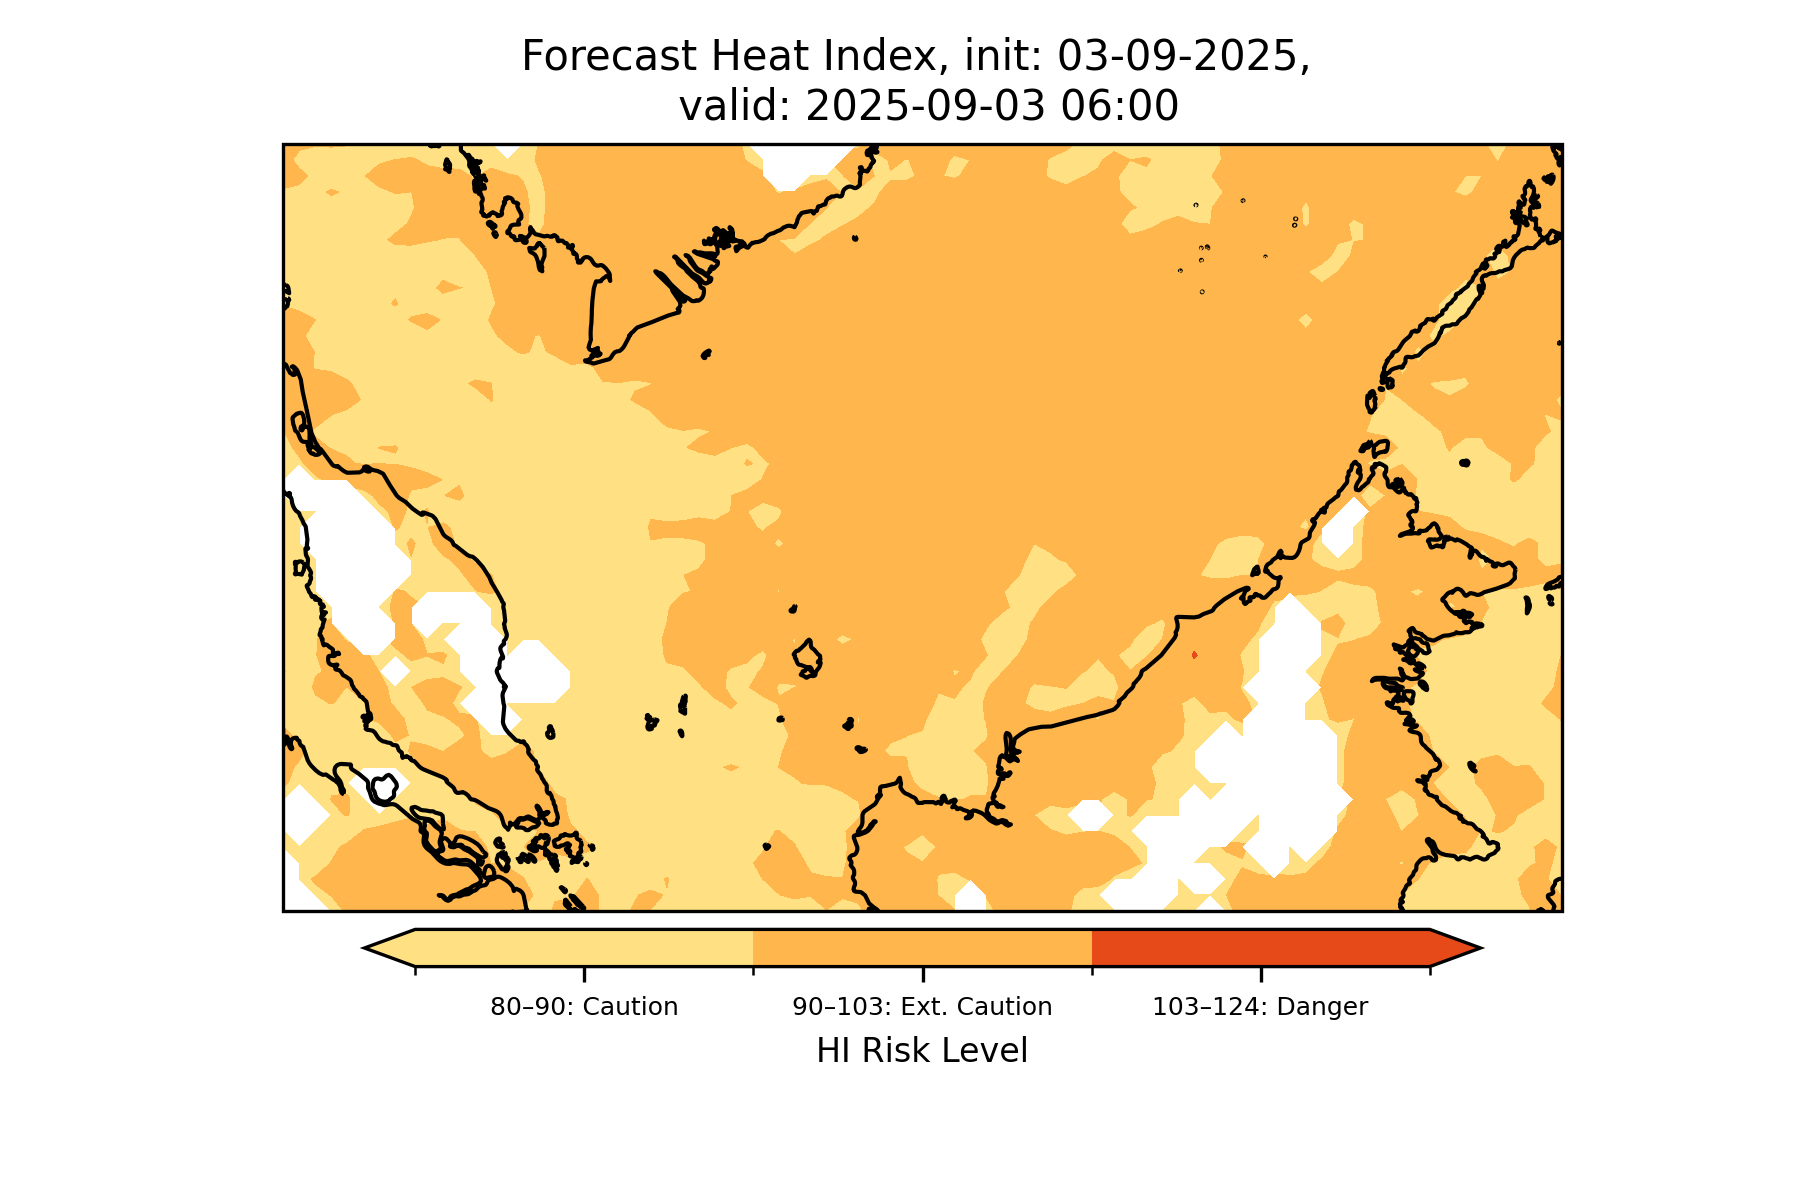 Forecast Heat Index, init: 03-09-2025,
valid: 2025-09-03 06:00
80–90: Caution
90–103: Ext. Caution
103–124: Danger
HI Risk Level